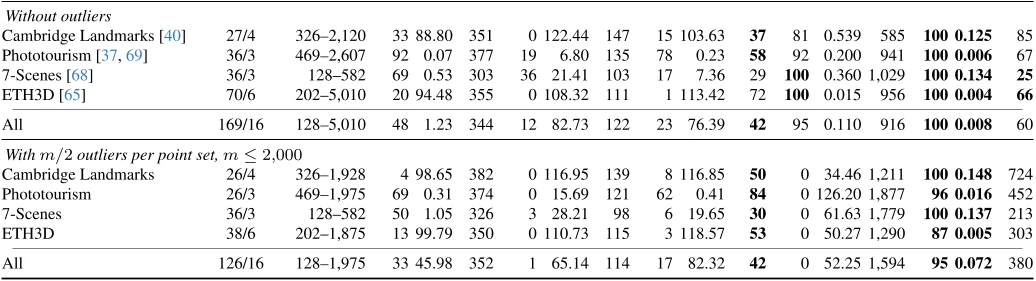 Without outliers
Cambridge Landmarks [40] 27/4 326–2,120 33 88.80 351 0 122.44 147 15 103.63 37 81 0.539 585 100 0.125 85
Phototourism [37, 69] 36/3 469–2,607 92 0.07 377 19 6.80 135 78 0.23 58 92 0.200 941 100 0.006 67
7-Scenes [68] 36/3 128–582 69 0.53 303 36 21.41 103 17 7.36 29 100 0.360 1,029 100 0.134 25
ETH3D [65] 70/6 202–5,010 20 94.48 355 0 108.32 111 1 113.42 72 100 0.015 956 100 0.004 66
All 169/16 128–5,010 48 1.23 344 12 82.73 122 23 76.39 42 95 0.110 916 100 0.008 60
With m/2 outliers per point set, m ≤ 2,000
Cambridge Landmarks 26/4 326–1,928 4 98.65 382 0 116.95 139 8 116.85 50 0 34.46 1,211 100 0.148 724
Phototourism 26/3 469–1,975 69 0.31 374 0 15.69 121 62 0.41 84 0 126.20 1,877 96 0.016 452
7-Scenes 36/3 128–582 50 1.05 326 3 28.21 98 6 19.65 30 0 61.63 1,779 100 0.137 213
ETH3D 38/6 202–1,875 13 99.79 350 0 110.73 115 3 118.57 53 0 50.27 1,290 87 0.005 303
All 126/16 128–1,975 33 45.98 352 1 65.14 114 17 82.32 42 0 52.25 1,594 95 0.072 380